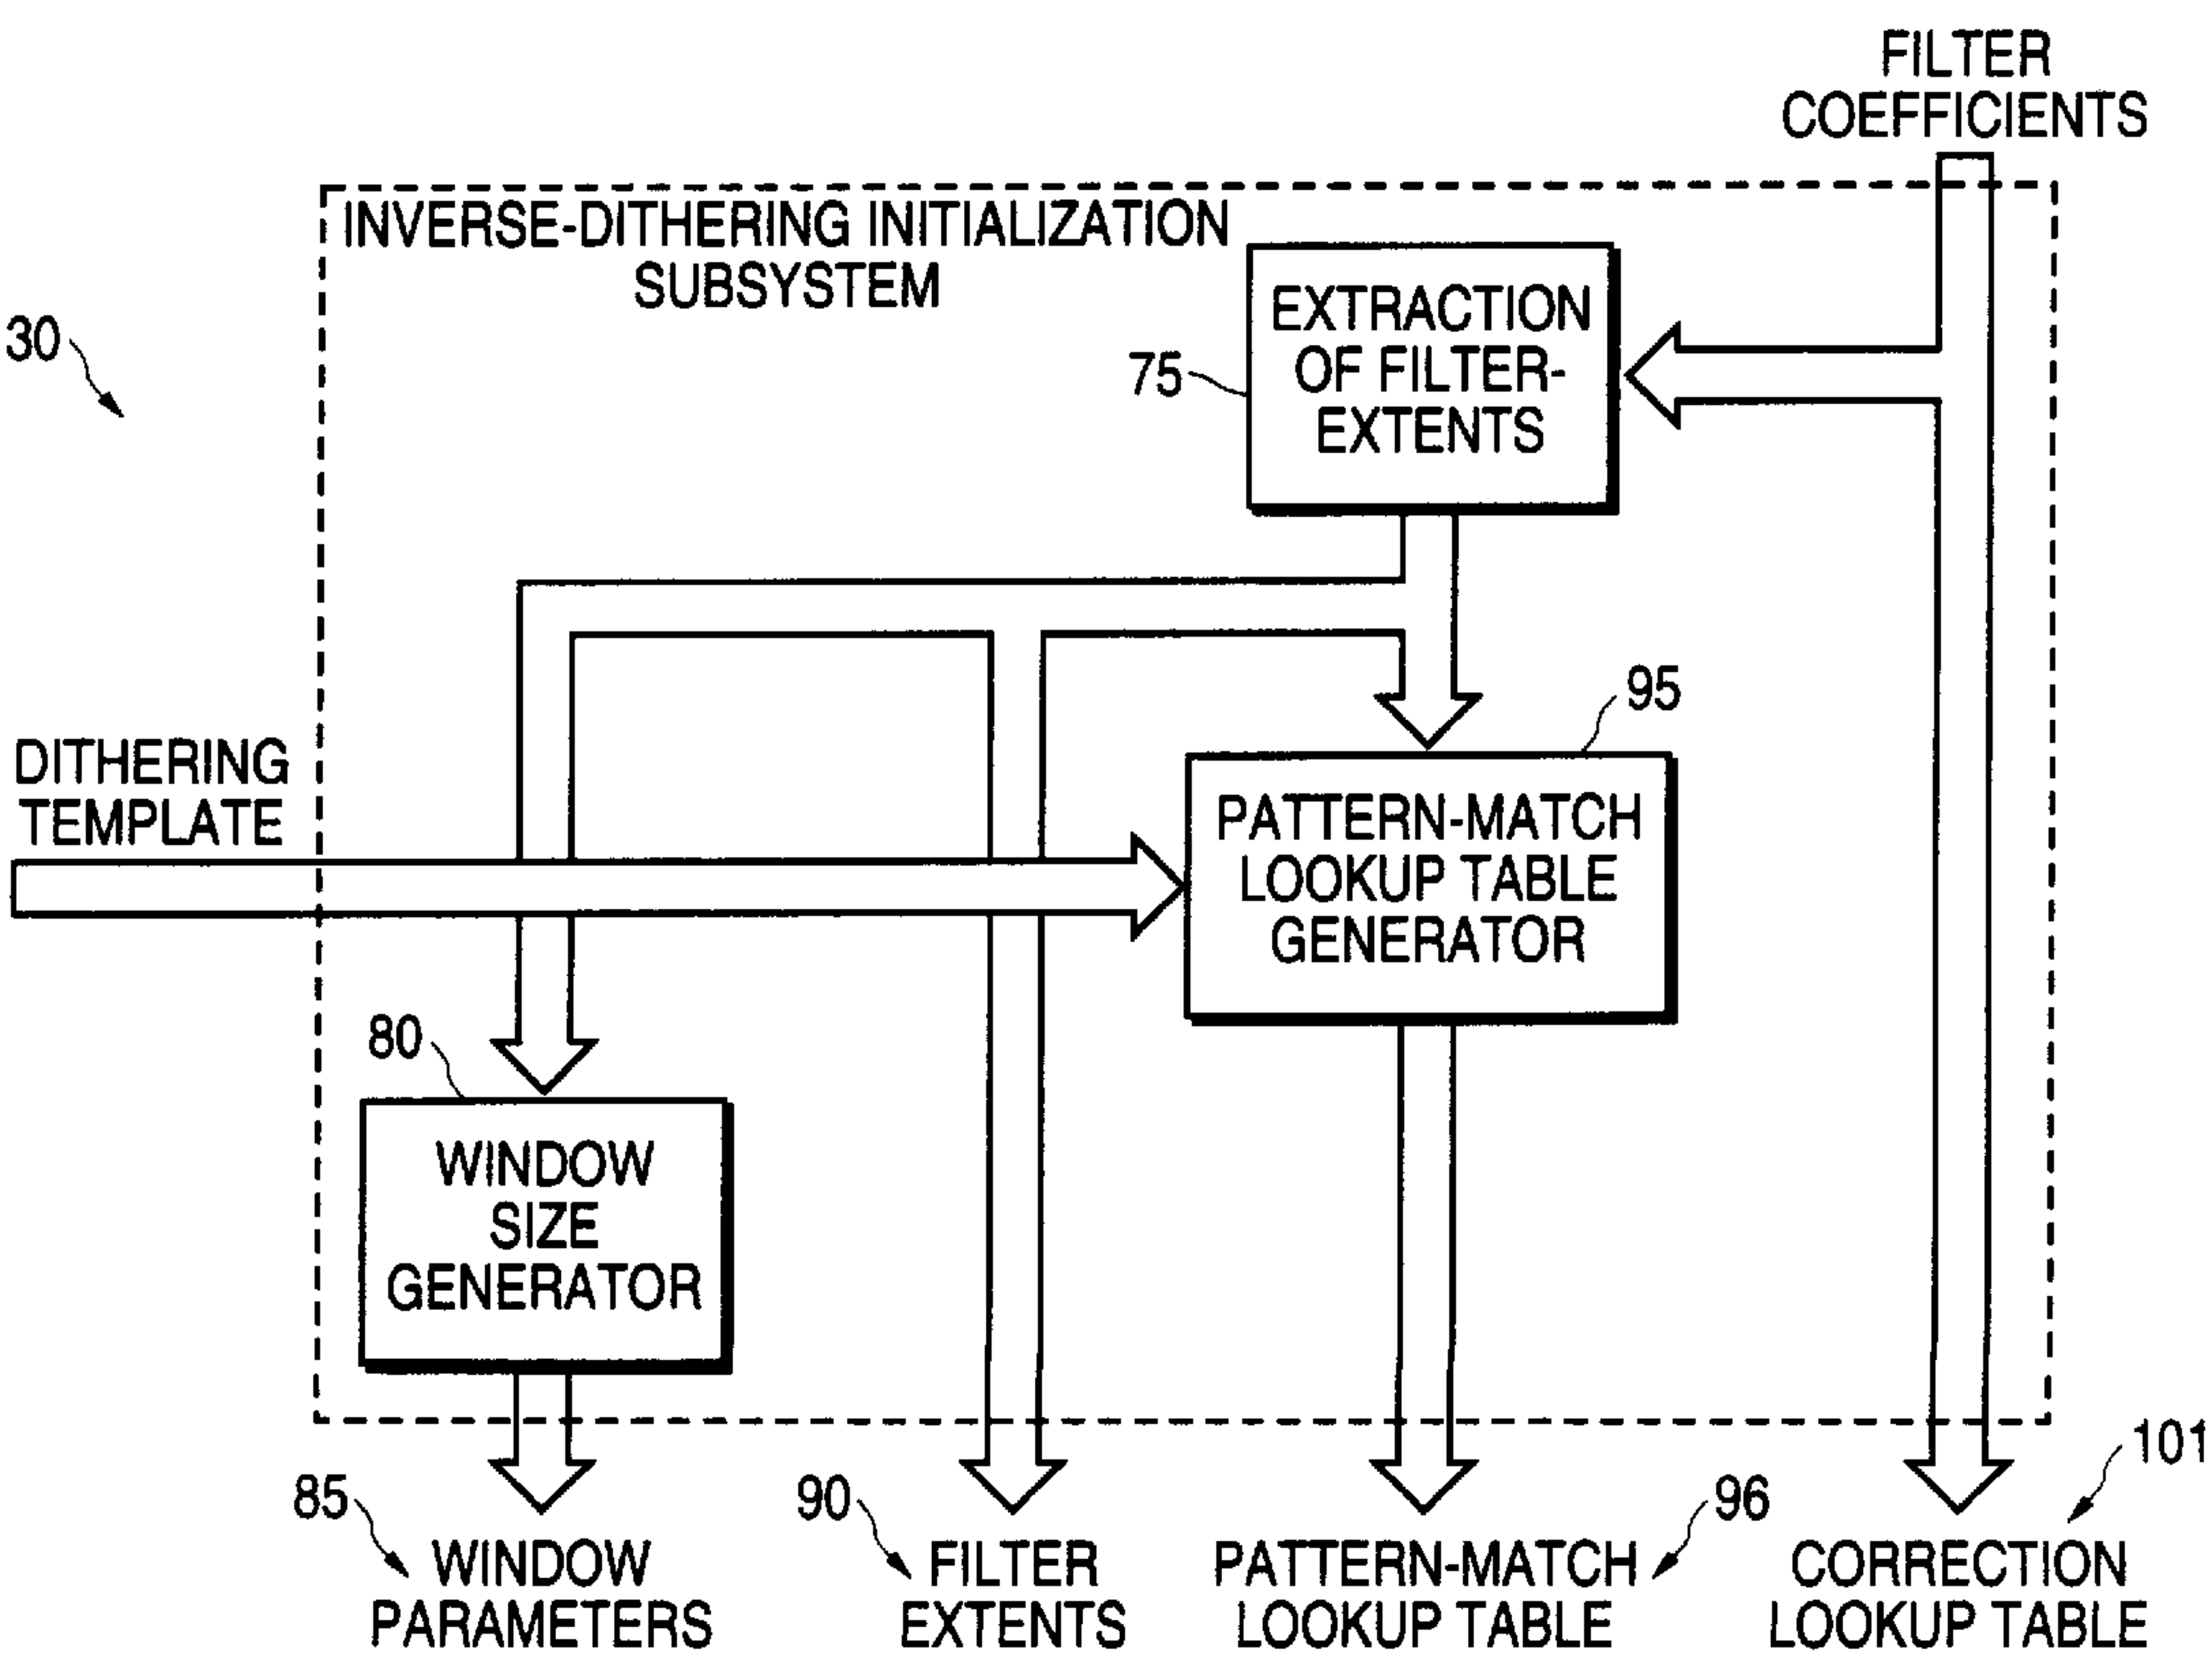 FILTER
COEFFICIENTS
INVERSE-DITHERING INITIALIZATION
SUBSYSTEM
30
75
EXTRACTION
OF FILTER-
EXTENTS
95
DITHERING
TEMPLATE
PATTERN-MATCH
LOOKUP TABLE
GENERATOR
80
WINDOW
SIZE
GENERATOR
85
WINDOW
PARAMETERS
90
FILTER
EXTENTS
96
PATTERN-MATCH
LOOKUP TABLE
101
CORRECTION
LOOKUP TABLE